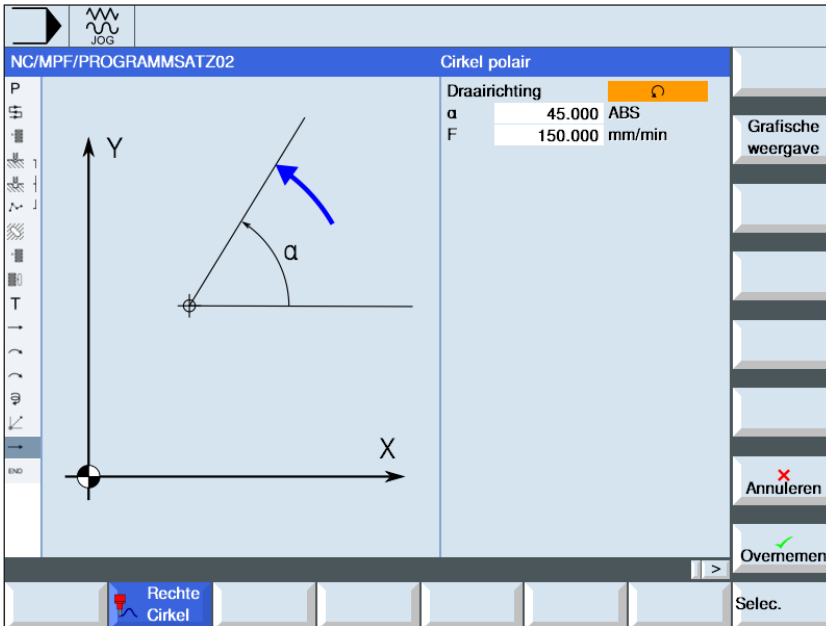 JOG
NC/MPF/PROGRAMMSATZ02
Cirkel polair
P
T
END
Y
α
X
Draairichting
α 45.000 ABS
F 150.000 mm/min
Grafische
weergave
Annuleren
Overnemen
>
Rechte
Cirkel
Selec.